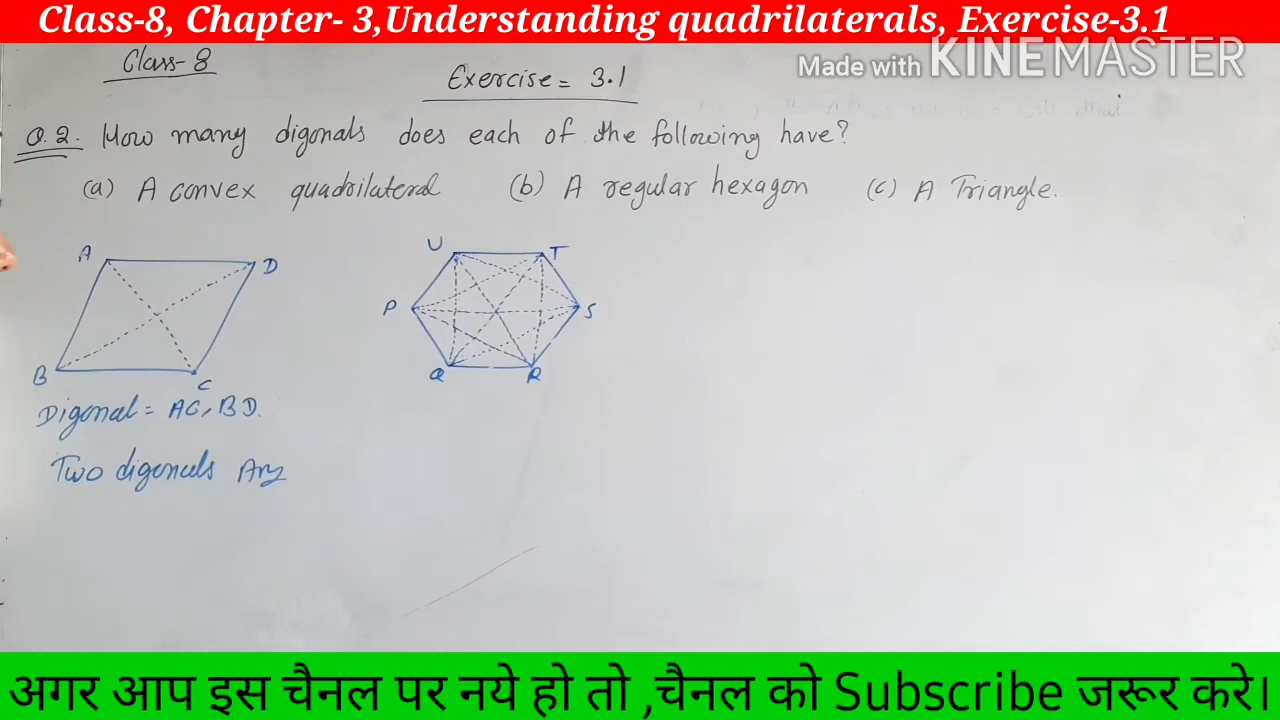 Class-8, Chapter- 3,Understanding quadrilaterals, Exercise-3.1
Made with KINEMASTER
Class- 8
Exercise = 3.1
Q.2. How many digonals does each of the following have?
(a) A convex quadrilateral (b) A regular hexagon (c) A Triangle.
A D
B C
U T
P S
Q R
Digonal = AC, BD.
Two digonals Ans
अगर आप इस चैनल पर नये हो तो ,चैनल को Subscribe जरूर करे।